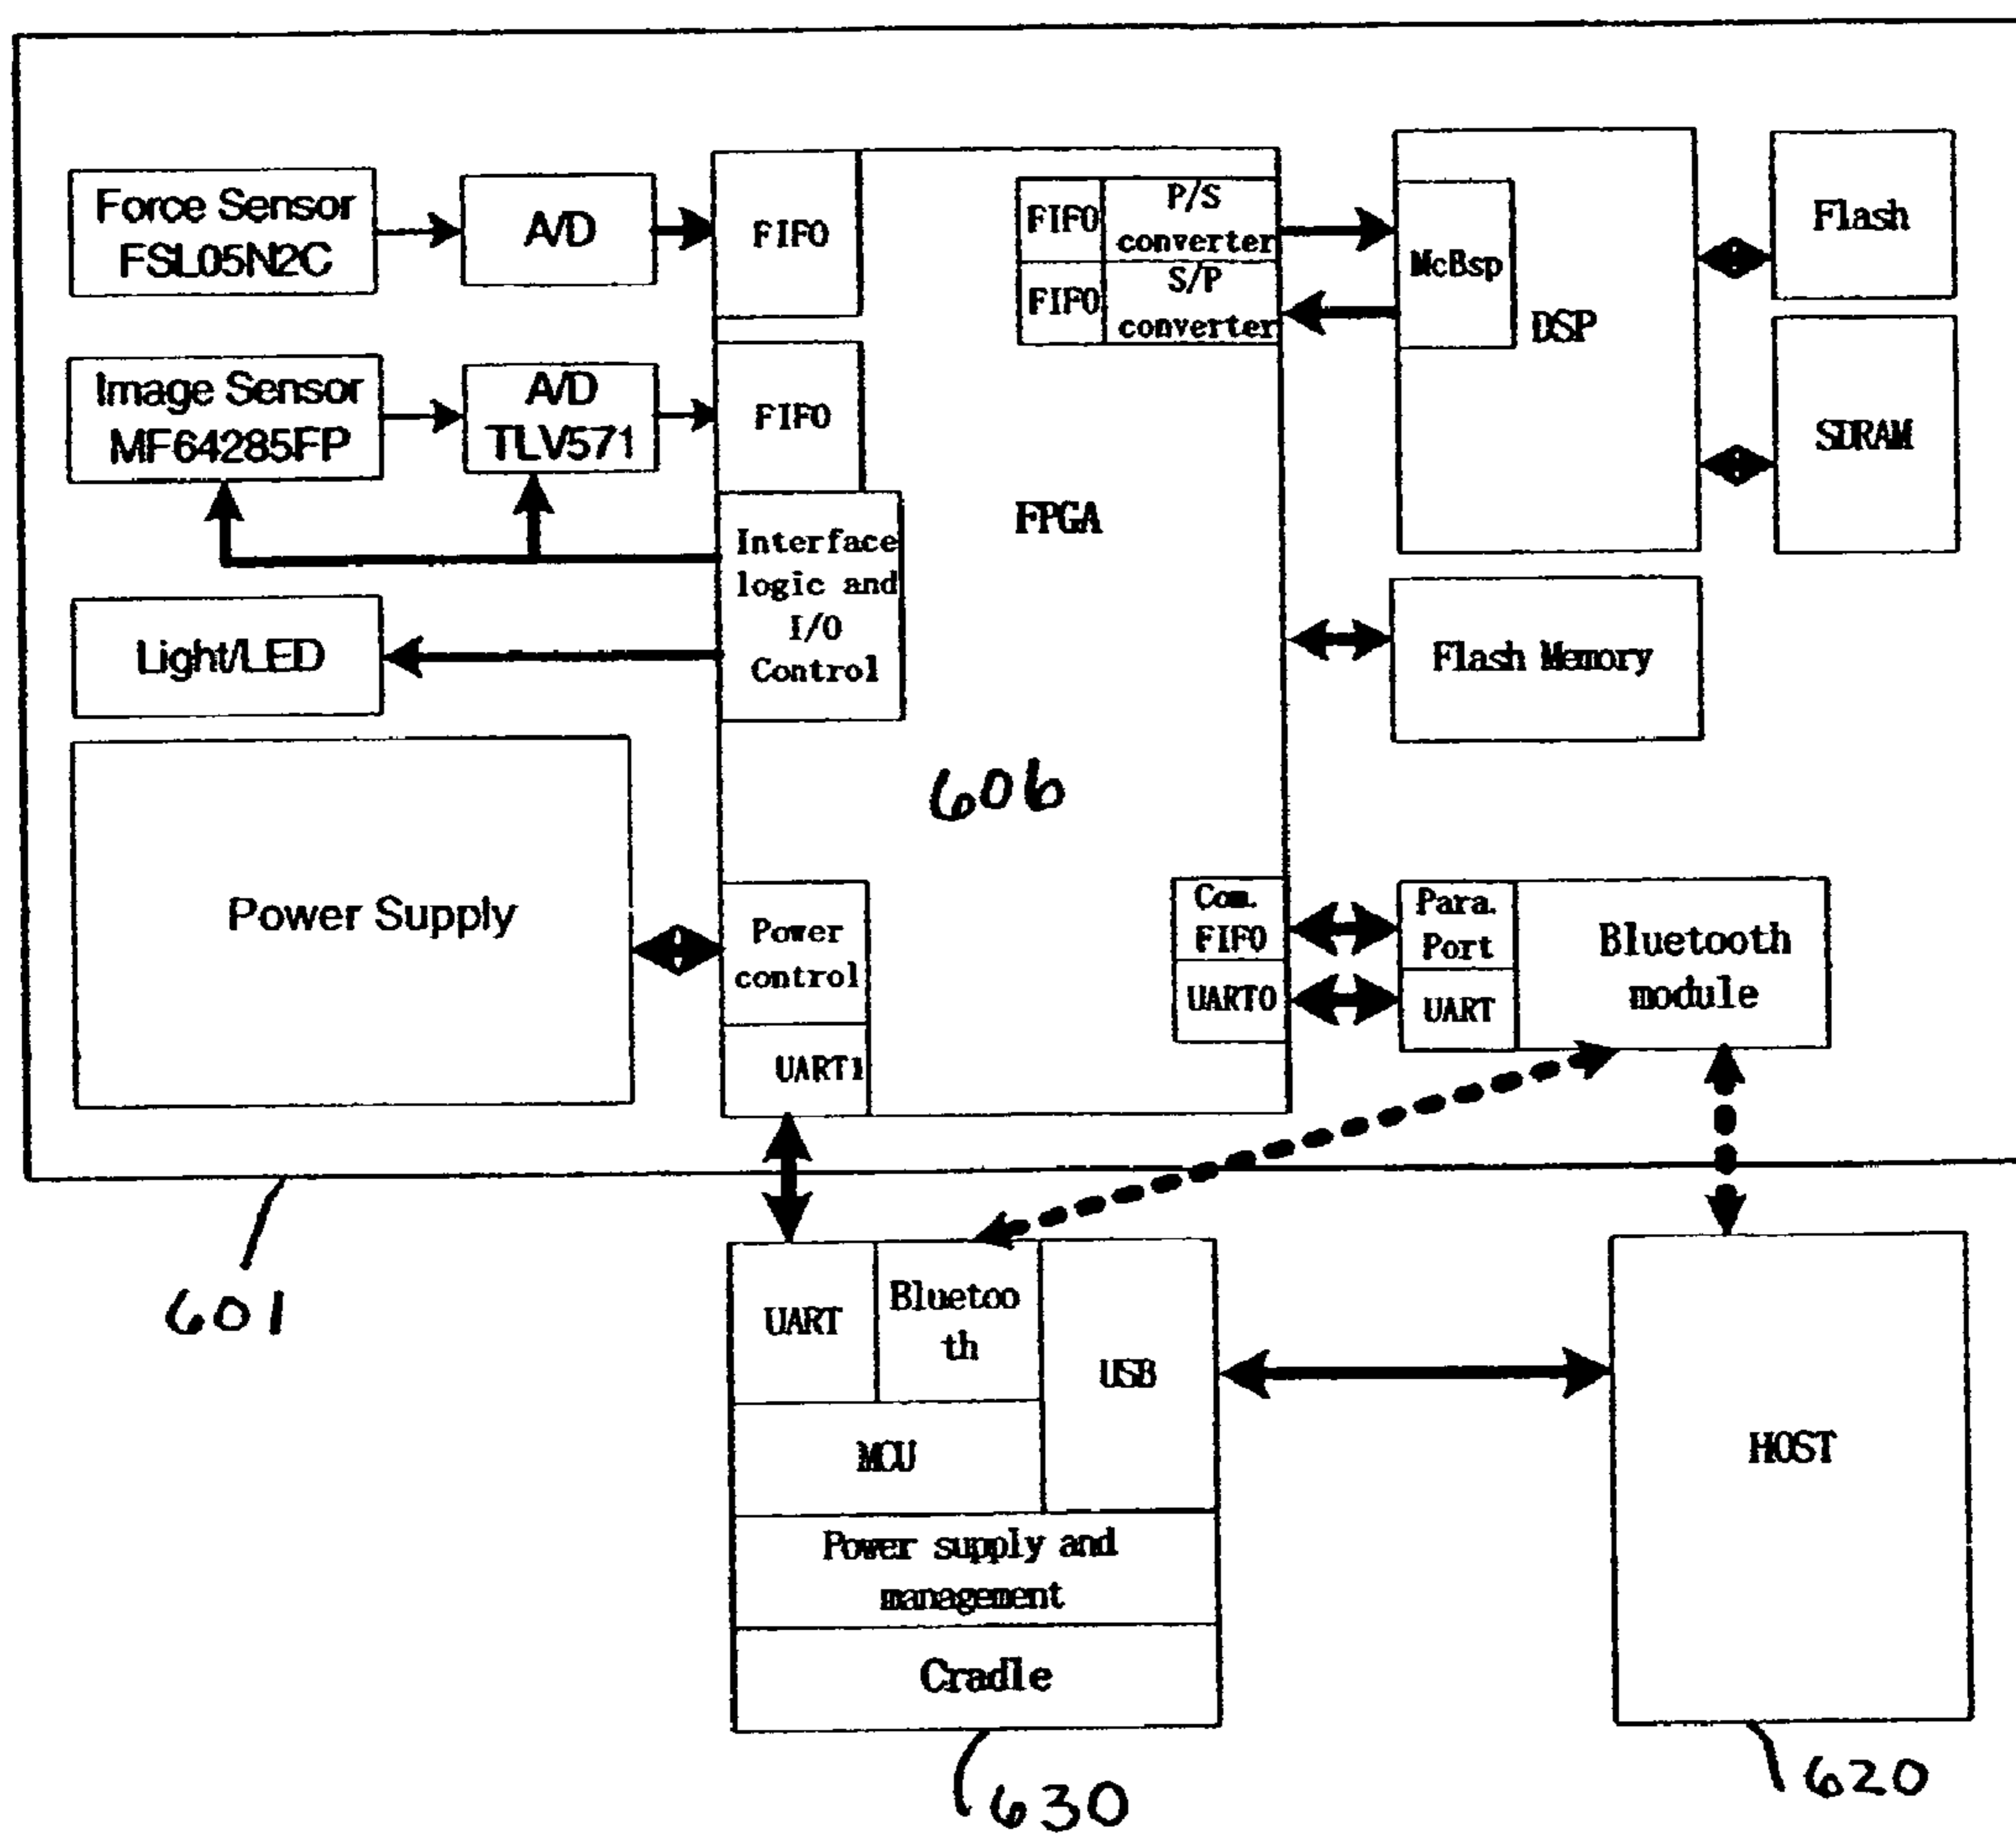 Force Sensor
FSL05N2C
A/D
FIFO
FIFO
P/S
converter
FIFO
S/P
converter
McBsp
DSP
Flash
SDRAM
Image Sensor
MF64285FP
A/D
TLV571
FIFO
FPGA
Interface
logic and
I/O
Control
Light/LED
Flash Memory
606
Power Supply
Power
control
UART1
Com.
FIFO
UART0
Para.
Port
UART
Bluetooth
module
601
UART
Bluetoo
th
USB
MCU
Power supply and
management
Cradle
HOST
630
620